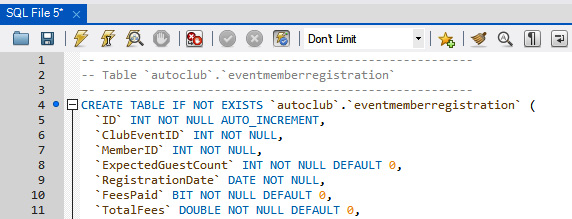 SQL File 5*
Don't Limit
1 -- -----------------------------------------------------
2 -- Table `autoclub`.`eventmemberregistration`
3 -- -----------------------------------------------------
4 CREATE TABLE IF NOT EXISTS `autoclub`.`eventmemberregistration` (
5 `ID` INT NOT NULL AUTO_INCREMENT,
6 `ClubEventID` INT NOT NULL,
7 `MemberID` INT NOT NULL,
8 `ExpectedGuestCount` INT NOT NULL DEFAULT 0,
9 `RegistrationDate` DATE NOT NULL,
10 `FeesPaid` BIT NOT NULL DEFAULT 0,
11 `TotalFees` DOUBLE NOT NULL DEFAULT 0,